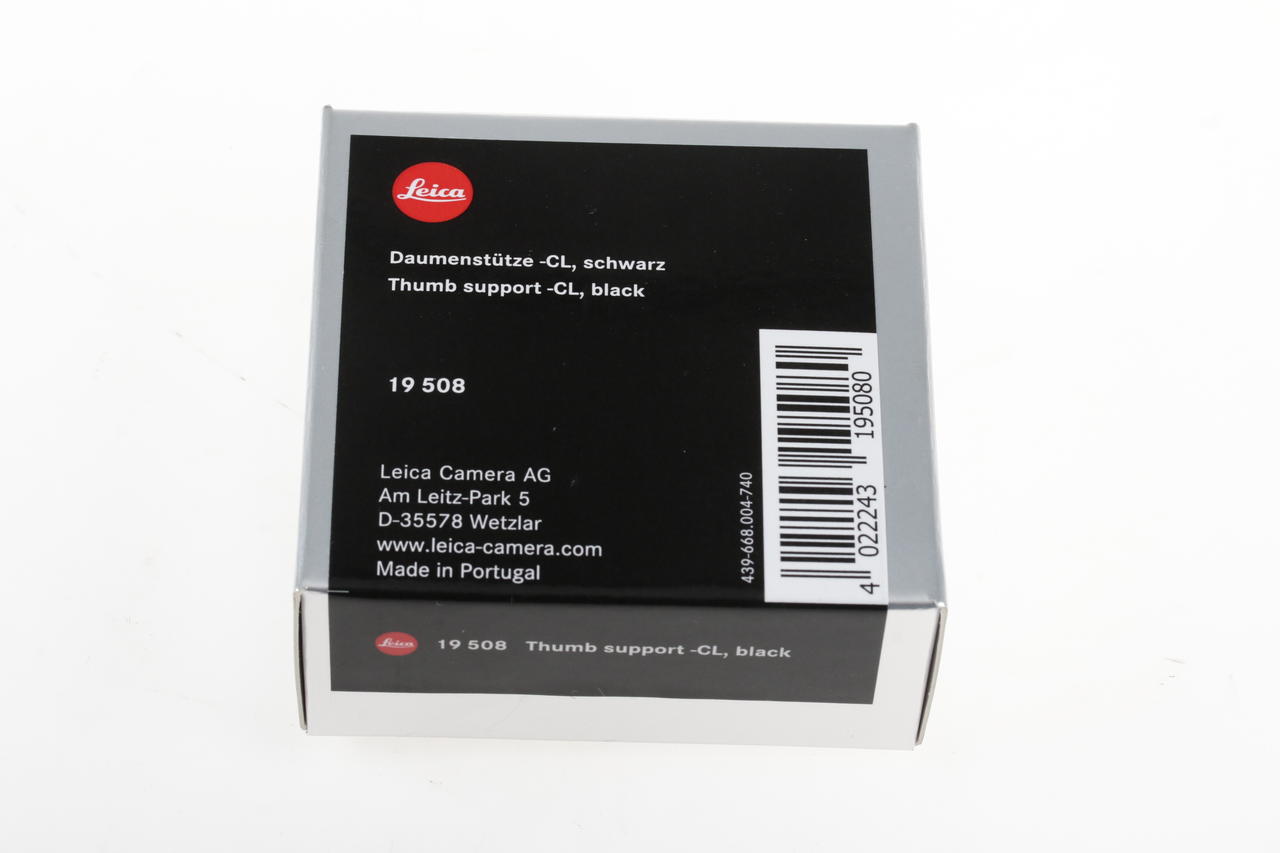 Leica
Daumenstütze -CL, schwarz
Thumb support -CL, black
19 508
Leica Camera AG
Am Leitz-Park 5
D-35578 Wetzlar
www.leica-camera.com
Made in Portugal
439-668.004-740
4 022243 195080
Leica 19 508 Thumb support -CL, black